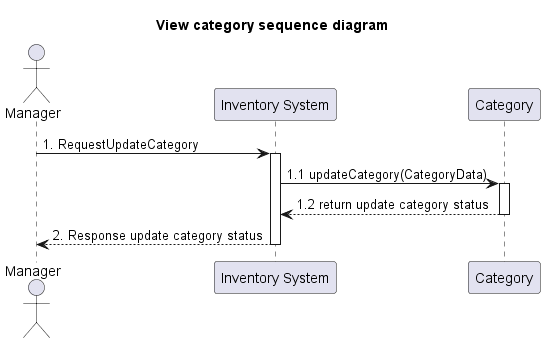 View category sequence diagram
Manager
Inventory System
Category
1. RequestUpdateCategory
1.1 updateCategory(CategoryData)
1.2 return update category status
2. Response update category status
Manager
Inventory System
Category